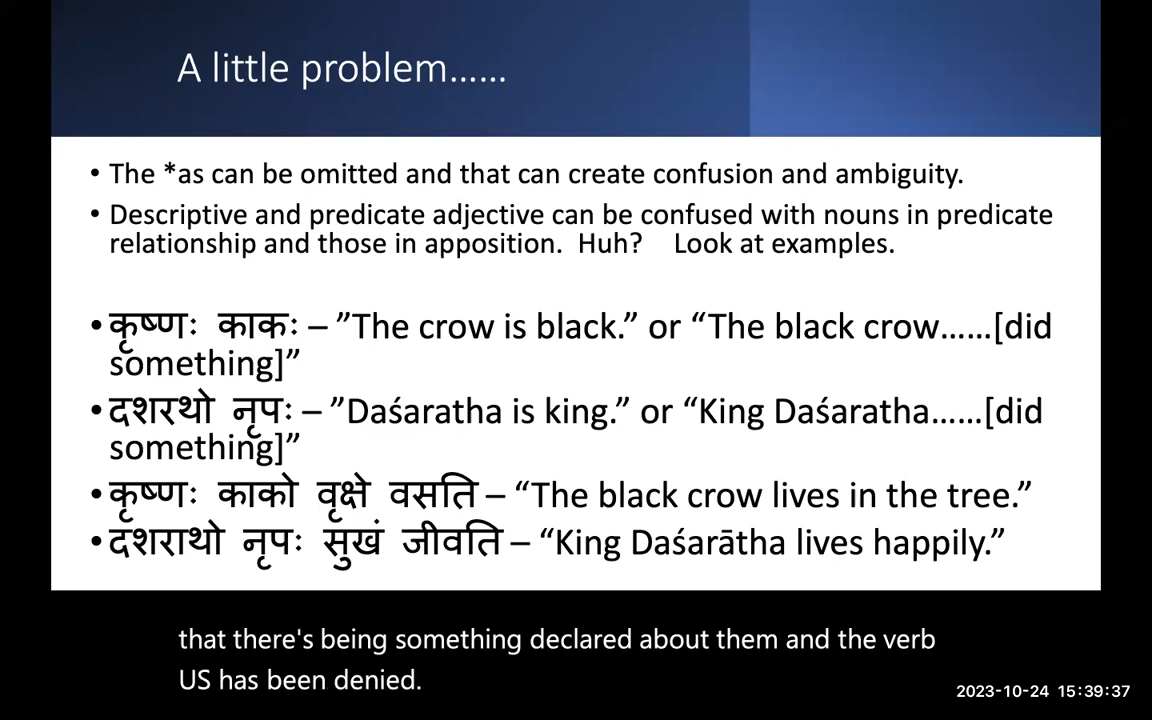 A little problem......
• The *as can be omitted and that can create confusion and ambiguity.
• Descriptive and predicate adjective can be confused with nouns in predicate
relationship and those in apposition.  Huh?    Look at examples.
• कृष्णः काकः – ”The crow is black.” or “The black crow......[did
something]”
• दशरथो नृपः – ”Daśaratha is king.” or “King Daśaratha......[did
something]”
• कृष्णः काको वृक्षे वसति – “The black crow lives in the tree.”
• दशराथो नृपः सुखं जीवति – “King Daśarātha lives happily.”
that there's being something declared about them and the verb
US has been denied.
2023-10-24 15:39:37